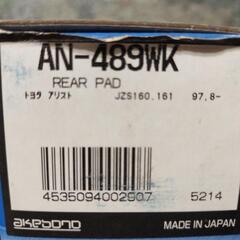 AN-489WK
REAR PAD
トヨタ アリスト JZS160,161 97,8-
4535094002907 5214
akebono MADE IN JAPAN